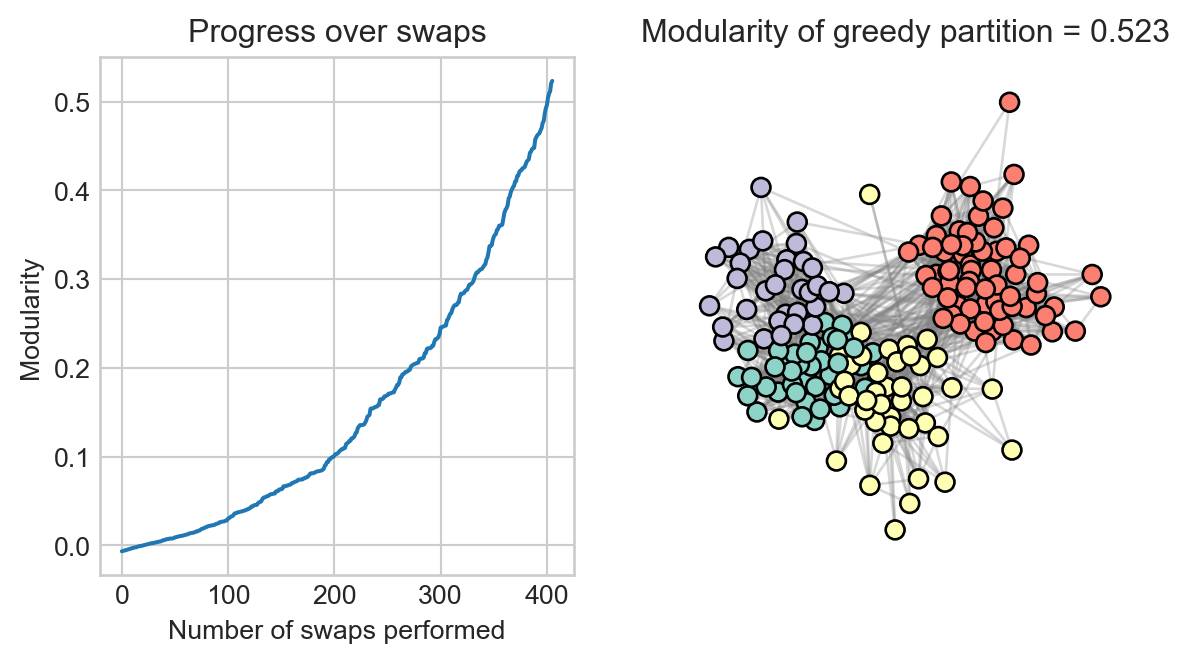 Progress over swaps
Modularity of greedy partition = 0.523
Modularity
0.5
0.4
0.3
0.2
0.1
0.0
0 100 200 300 400
Number of swaps performed